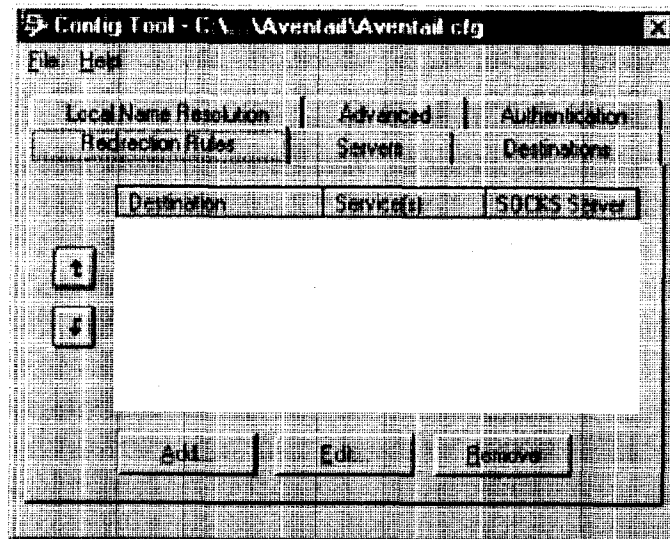 Config Tool - C:\...\Aventail\Aventail.cfg
File Help
Local Name Resolution Advanced Authentication
Redirection Rules Servers Destinations
Destination Service(s) SOCKS Server
Add... Edit... Remove